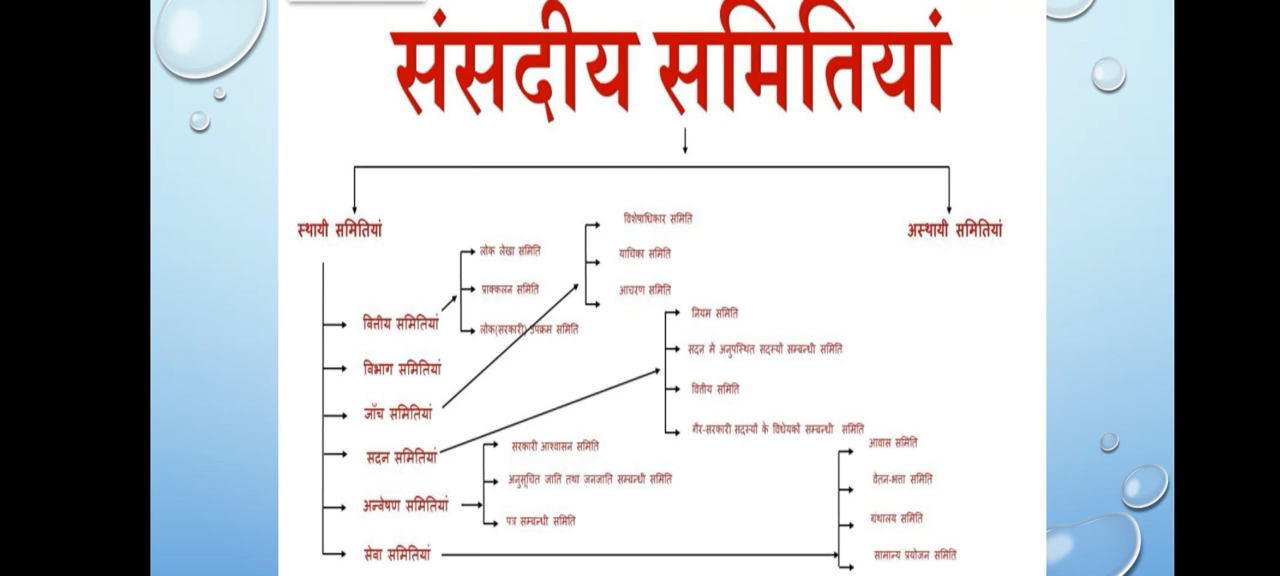 संसदीय समितियां
स्थायी समितियां
अस्थायी समितियां
वित्तीय समितियां
लोक लेखा समिति
प्राक्कलन समिति
लोक(सरकारी) उपक्रम समिति
विभाग समितियां
जाँच समितियां
विशेषाधिकार समिति
याचिका समिति
आचरण समिति
सदन समितियां
नियम समिति
सदन में अनुपस्थित सदस्यों सम्बन्धी समिति
वित्तीय समिति
गैर-सरकारी सदस्यों के विधेयकों सम्बन्धी समिति
अन्वेषण समितियां
सरकारी आश्वासन समिति
अनुसूचित जाति तथा जनजाति सम्बन्धी समिति
पत्र सम्बन्धी समिति
सेवा समितियां
आवास समिति
वेतन-भत्ता समिति
ग्रंथालय समिति
सामान्य प्रयोजन समिति